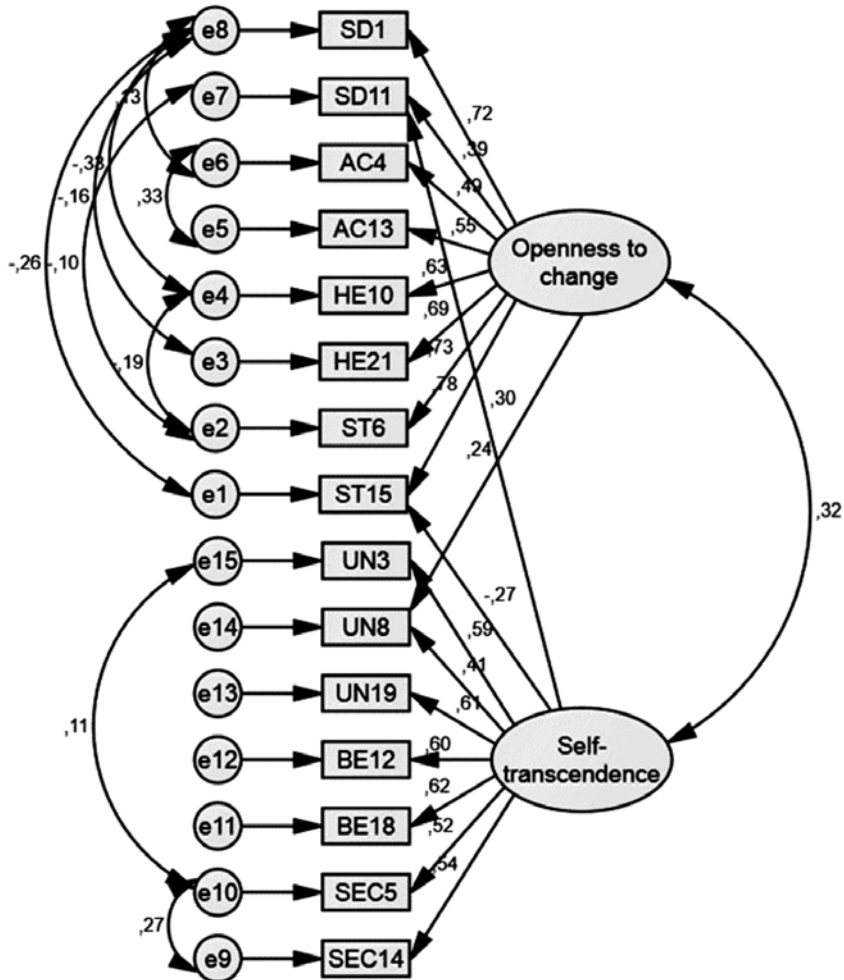 e8
SD1
,72
,13
e7
SD11
,39
-,33
e6
AC4
,49
-,16
,33
e5
AC13
,55
Openness to
change
-,26
-,10
e4
HE10
,63
,69
e3
HE21
,73
-,19
,78
e2
ST6
,30
,24
e1
ST15
,32
e15
UN3
-,27
e14
UN8
,59
,41
e13
UN19
,61
,11
e12
BE12
,60
Self-
transcendence
,62
e11
BE18
,52
,54
e10
SEC5
,27
e9
SEC14